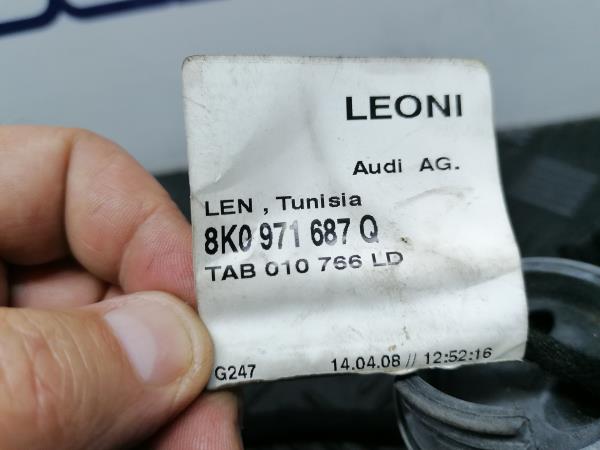 LEONI
Audi AG.
LEN , Tunisia
8K0 971 687 Q
TAB 010 766 LD
G247 14.04.08 // 12:52:16